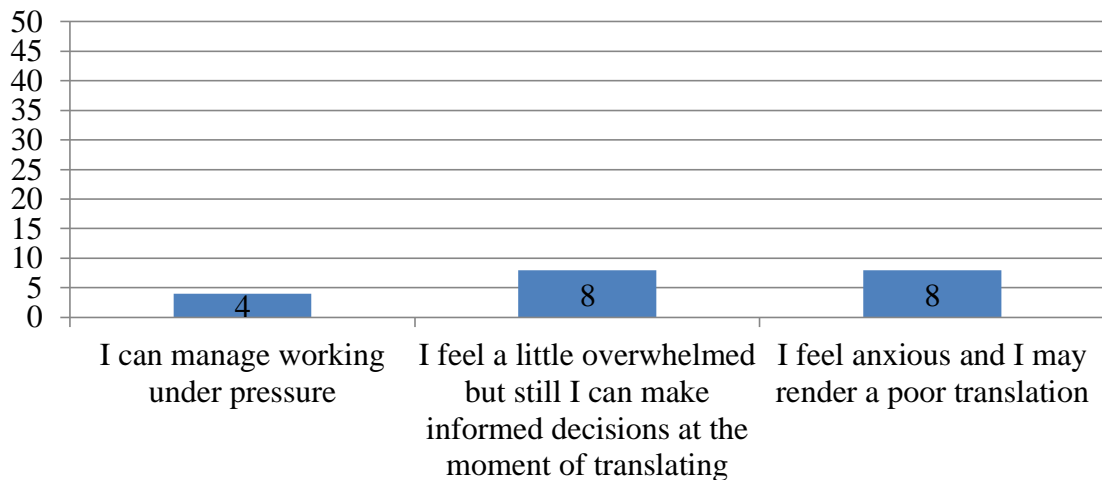 50
45
40
35
30
25
20
15
10
5
0
4
8
8
I can manage working
under pressure
I feel a little overwhelmed
but still I can make
informed decisions at the
moment of translating
I feel anxious and I may
render a poor translation